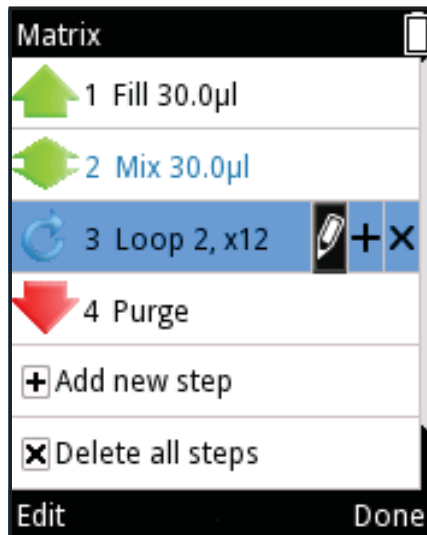 Matrix
1 Fill 30.0µl
2 Mix 30.0µl
3 Loop 2, x12
4 Purge
Add new step
Delete all steps
Edit Done